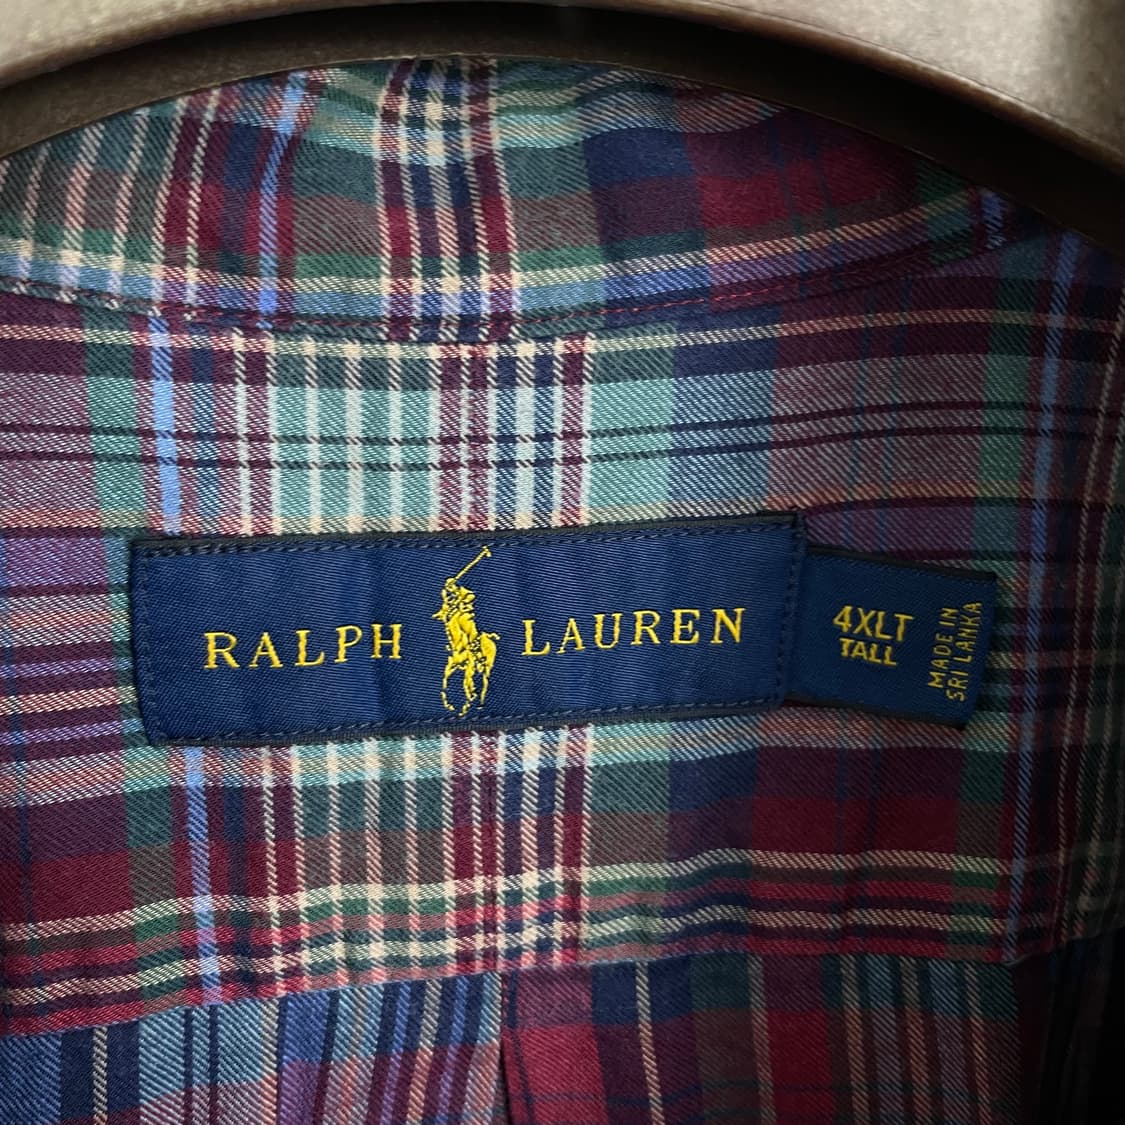 RALPH LAUREN
4XLT
TALL
MADE IN
SRI LANKA